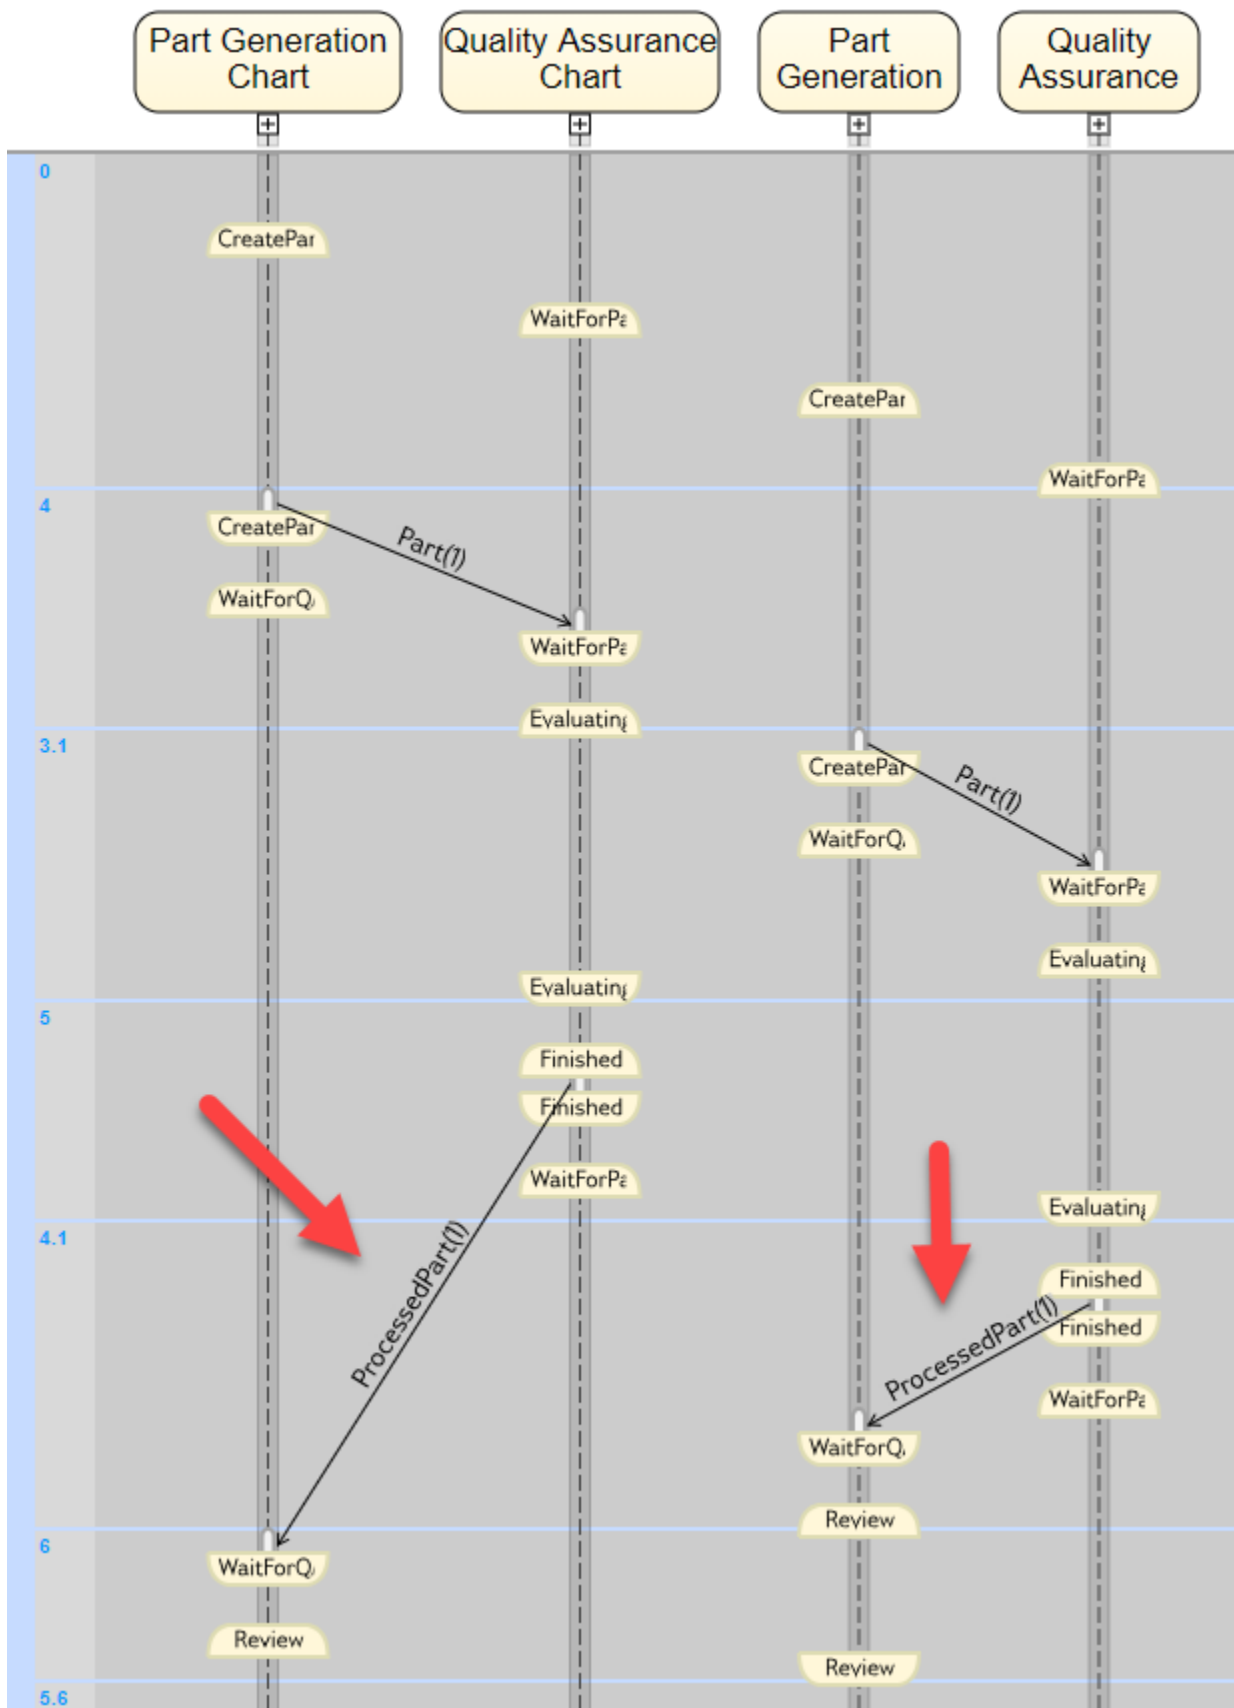 Part Generation
Chart
Quality Assurance
Chart
Part
Generation
Quality
Assurance
0
CreatePar
WaitForPa
CreatePar
WaitForPa
4
CreatePar
Part(1)
WaitForQ
WaitForPa
Evaluating
3.1
CreatePar
Part(1)
WaitForQ
WaitForPa
Evaluating
Evaluating
5
Finished
Finished
WaitForPa
ProcessedPart(1)
Evaluating
4.1
Finished
Finished
ProcessedPart(1)
WaitForPa
WaitForQ
Review
6
WaitForQ
Review
Review
5.6